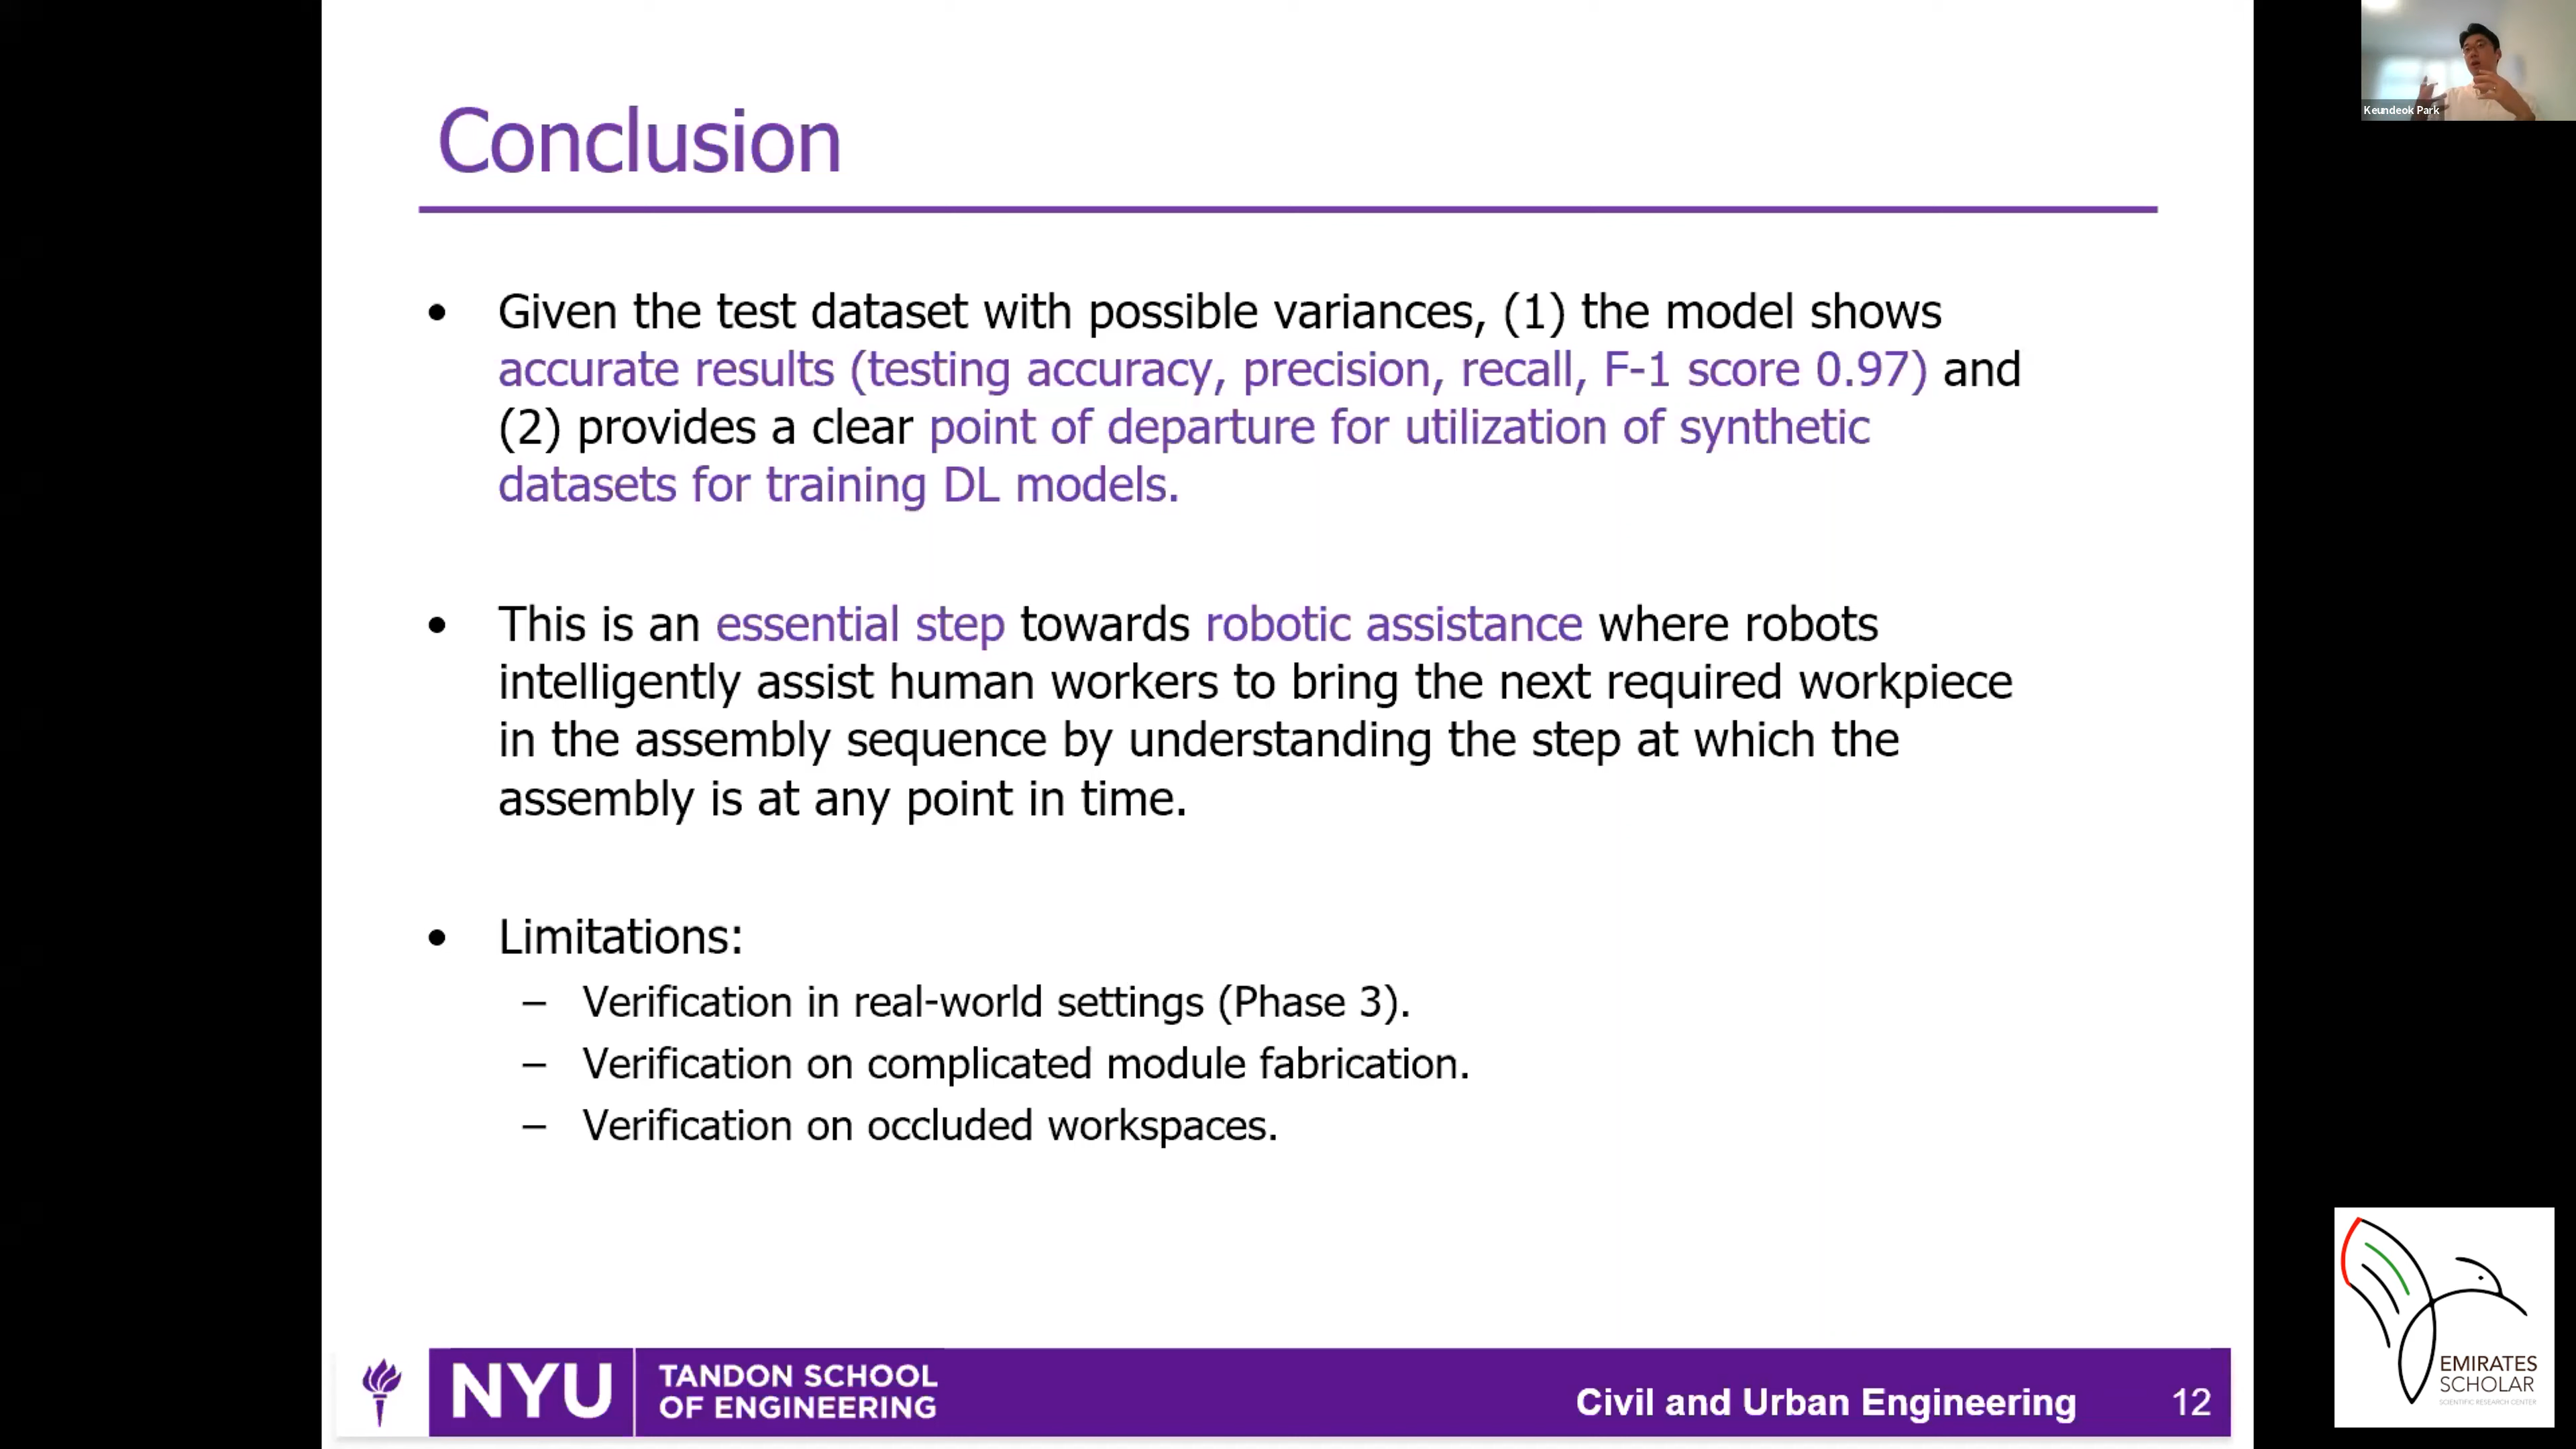 Keundeok Park
Conclusion
• Given the test dataset with possible variances, (1) the model shows
accurate results (testing accuracy, precision, recall, F-1 score 0.97) and
(2) provides a clear point of departure for utilization of synthetic
datasets for training DL models.
• This is an essential step towards robotic assistance where robots
intelligently assist human workers to bring the next required workpiece
in the assembly sequence by understanding the step at which the
assembly is at any point in time.
• Limitations:
– Verification in real-world settings (Phase 3).
– Verification on complicated module fabrication.
– Verification on occluded workspaces.
NYU
TANDON SCHOOL
OF ENGINEERING
Civil and Urban Engineering
12
EMIRATES
SCHOLAR
SCIENTIFIC RESEARCH CENTER